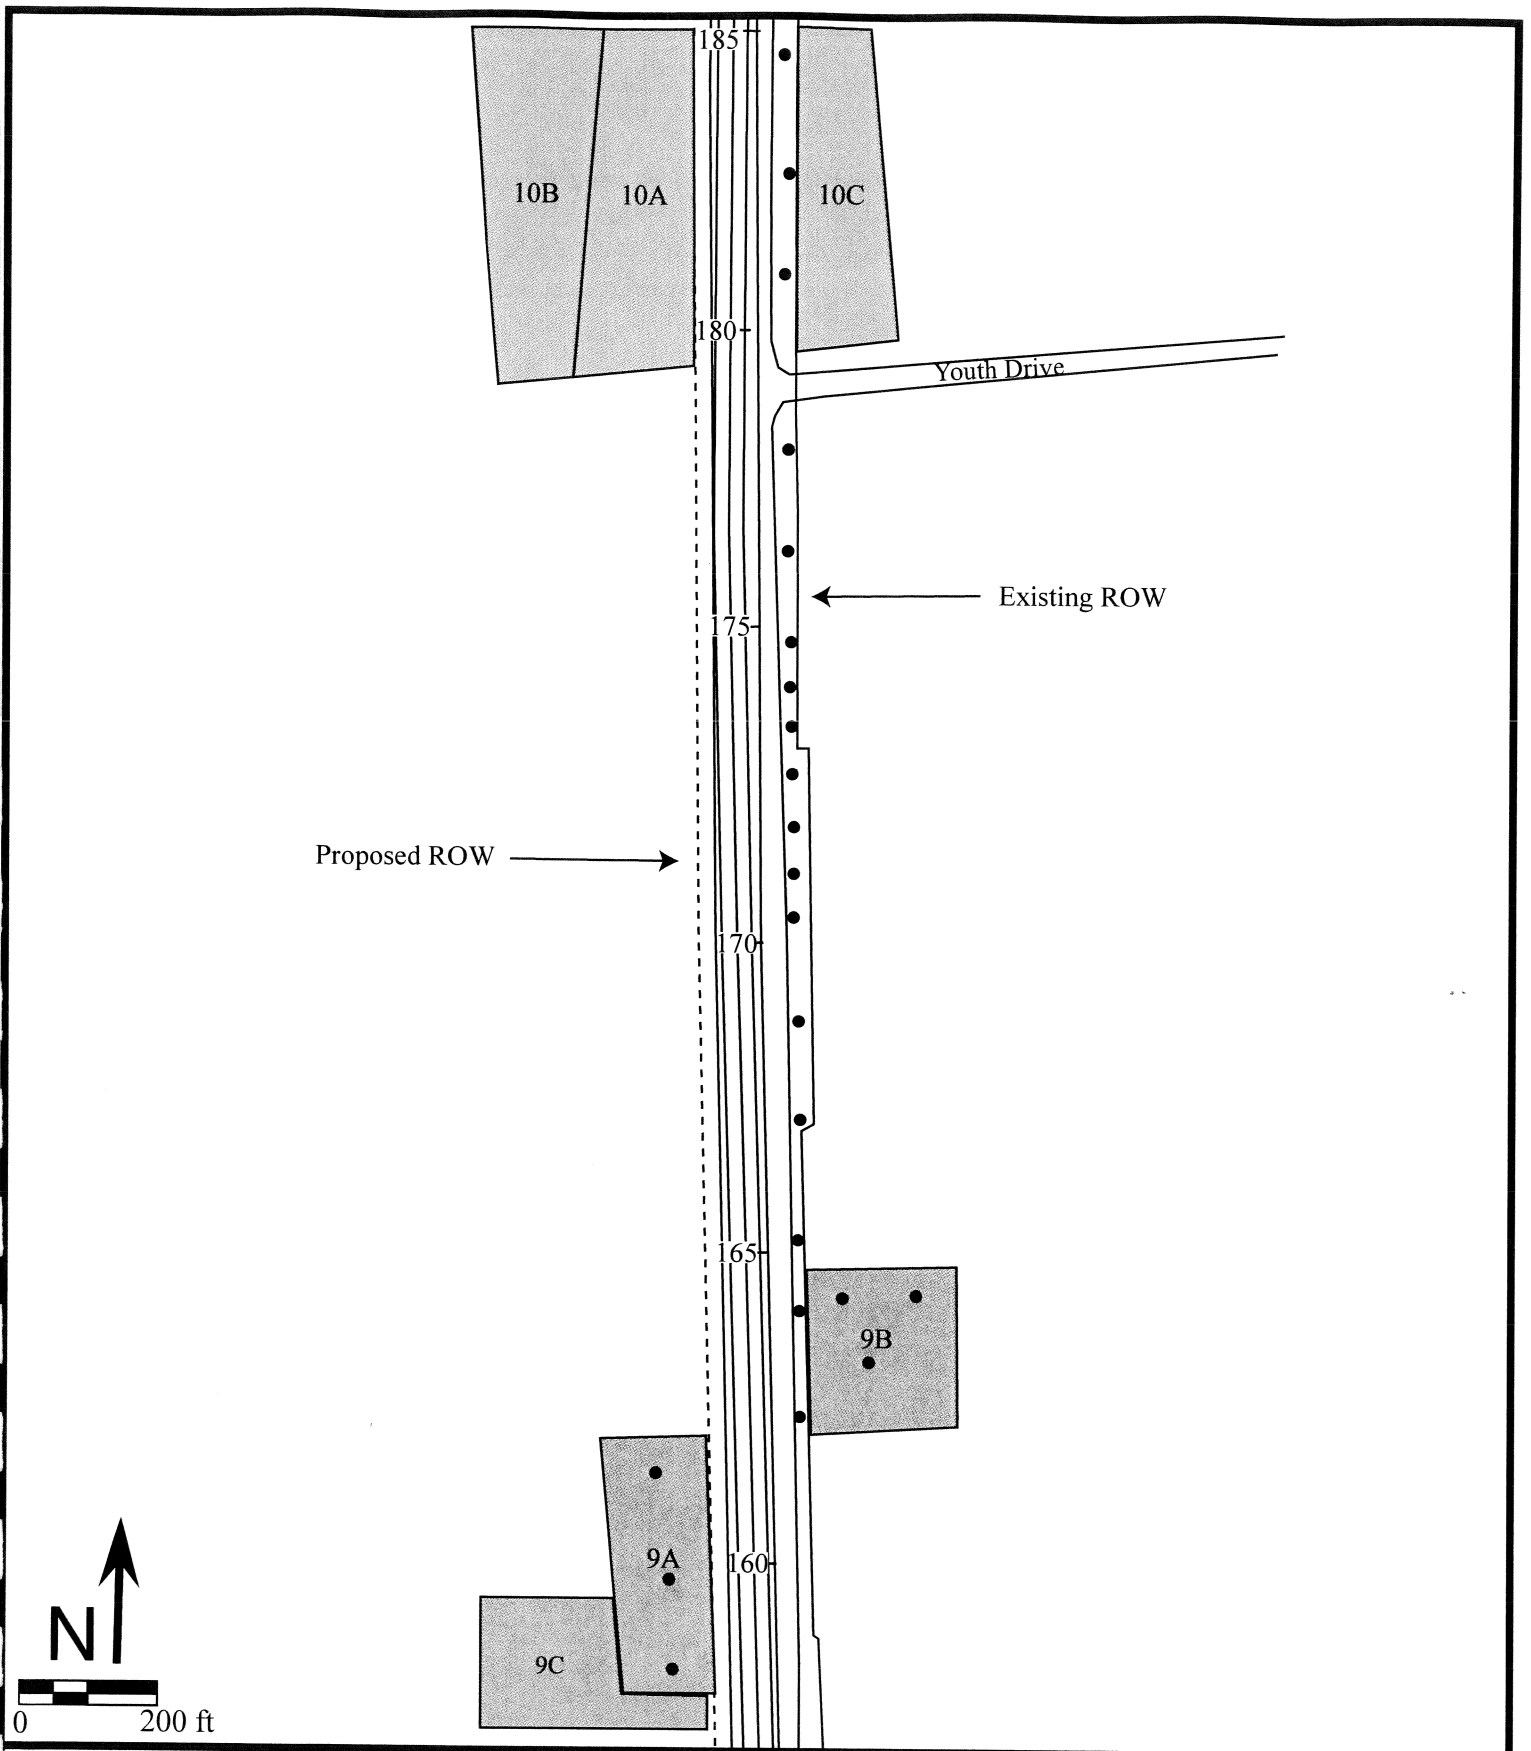 185
10B
10A
10C
180
Youth Drive
Existing ROW
175
Proposed ROW
170
165
9B
9A
160
9C
N
0
200 ft